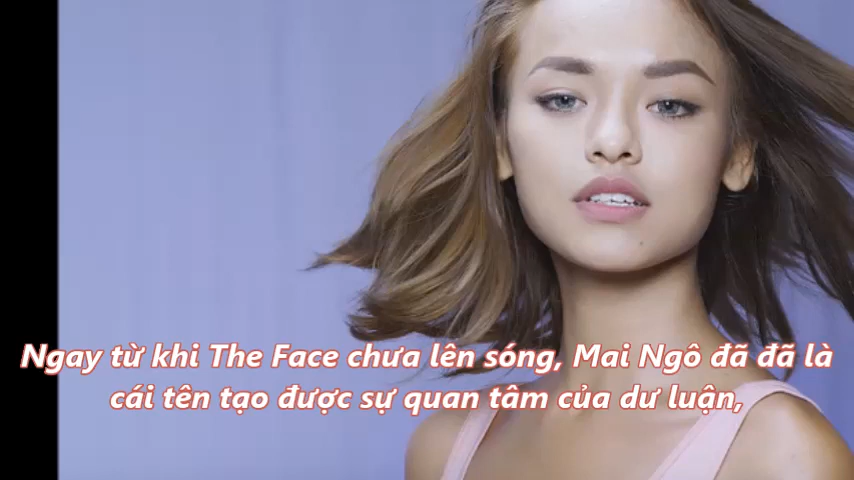 Ngay từ khi The Face chưa lên sóng, Mai Ngô đã đã là
cái tên tạo được sự quan tâm của dư luận,